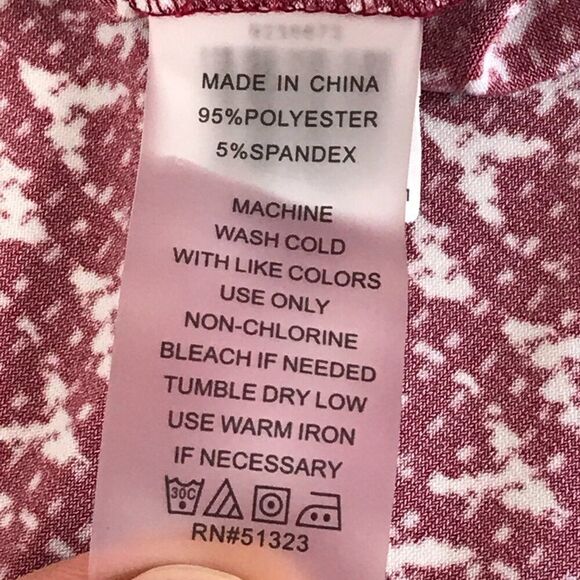 MADE IN CHINA
95%POLYESTER
5%SPANDEX
MACHINE
WASH COLD
WITH LIKE COLORS
USE ONLY
NON-CHLORINE
BLEACH IF NEEDED
TUMBLE DRY LOW
USE WARM IRON
IF NECESSARY
30C
RN#51323